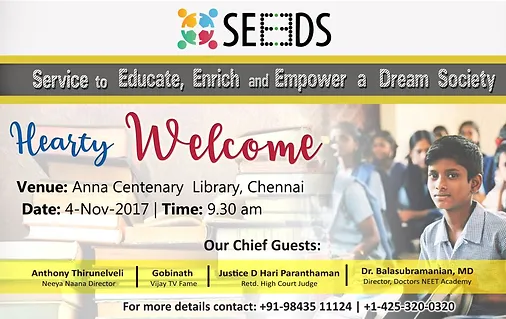 SEEDS
Service to Educate, Enrich and Empower a Dream Society
Hearty Welcome
Venue: Anna Centenary Library, Chennai
Date: 4-Nov-2017 | Time: 9.30 am
Our Chief Guests:
Anthony Thirunelveli
Neeya Naana Director
Gobinath
Vijay TV Fame
Justice D Hari Paranthaman
Retd. High Court Judge
Dr. Balasubramanian, MD
Director, Doctors NEET Academy
For more details contact: +91-98435 11124 | +1-425-320-0320